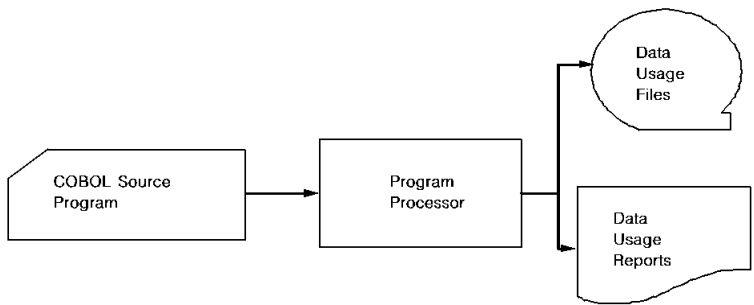 COBOL Source
Program
Program
Processor
Data
Usage
Files
Data
Usage
Reports